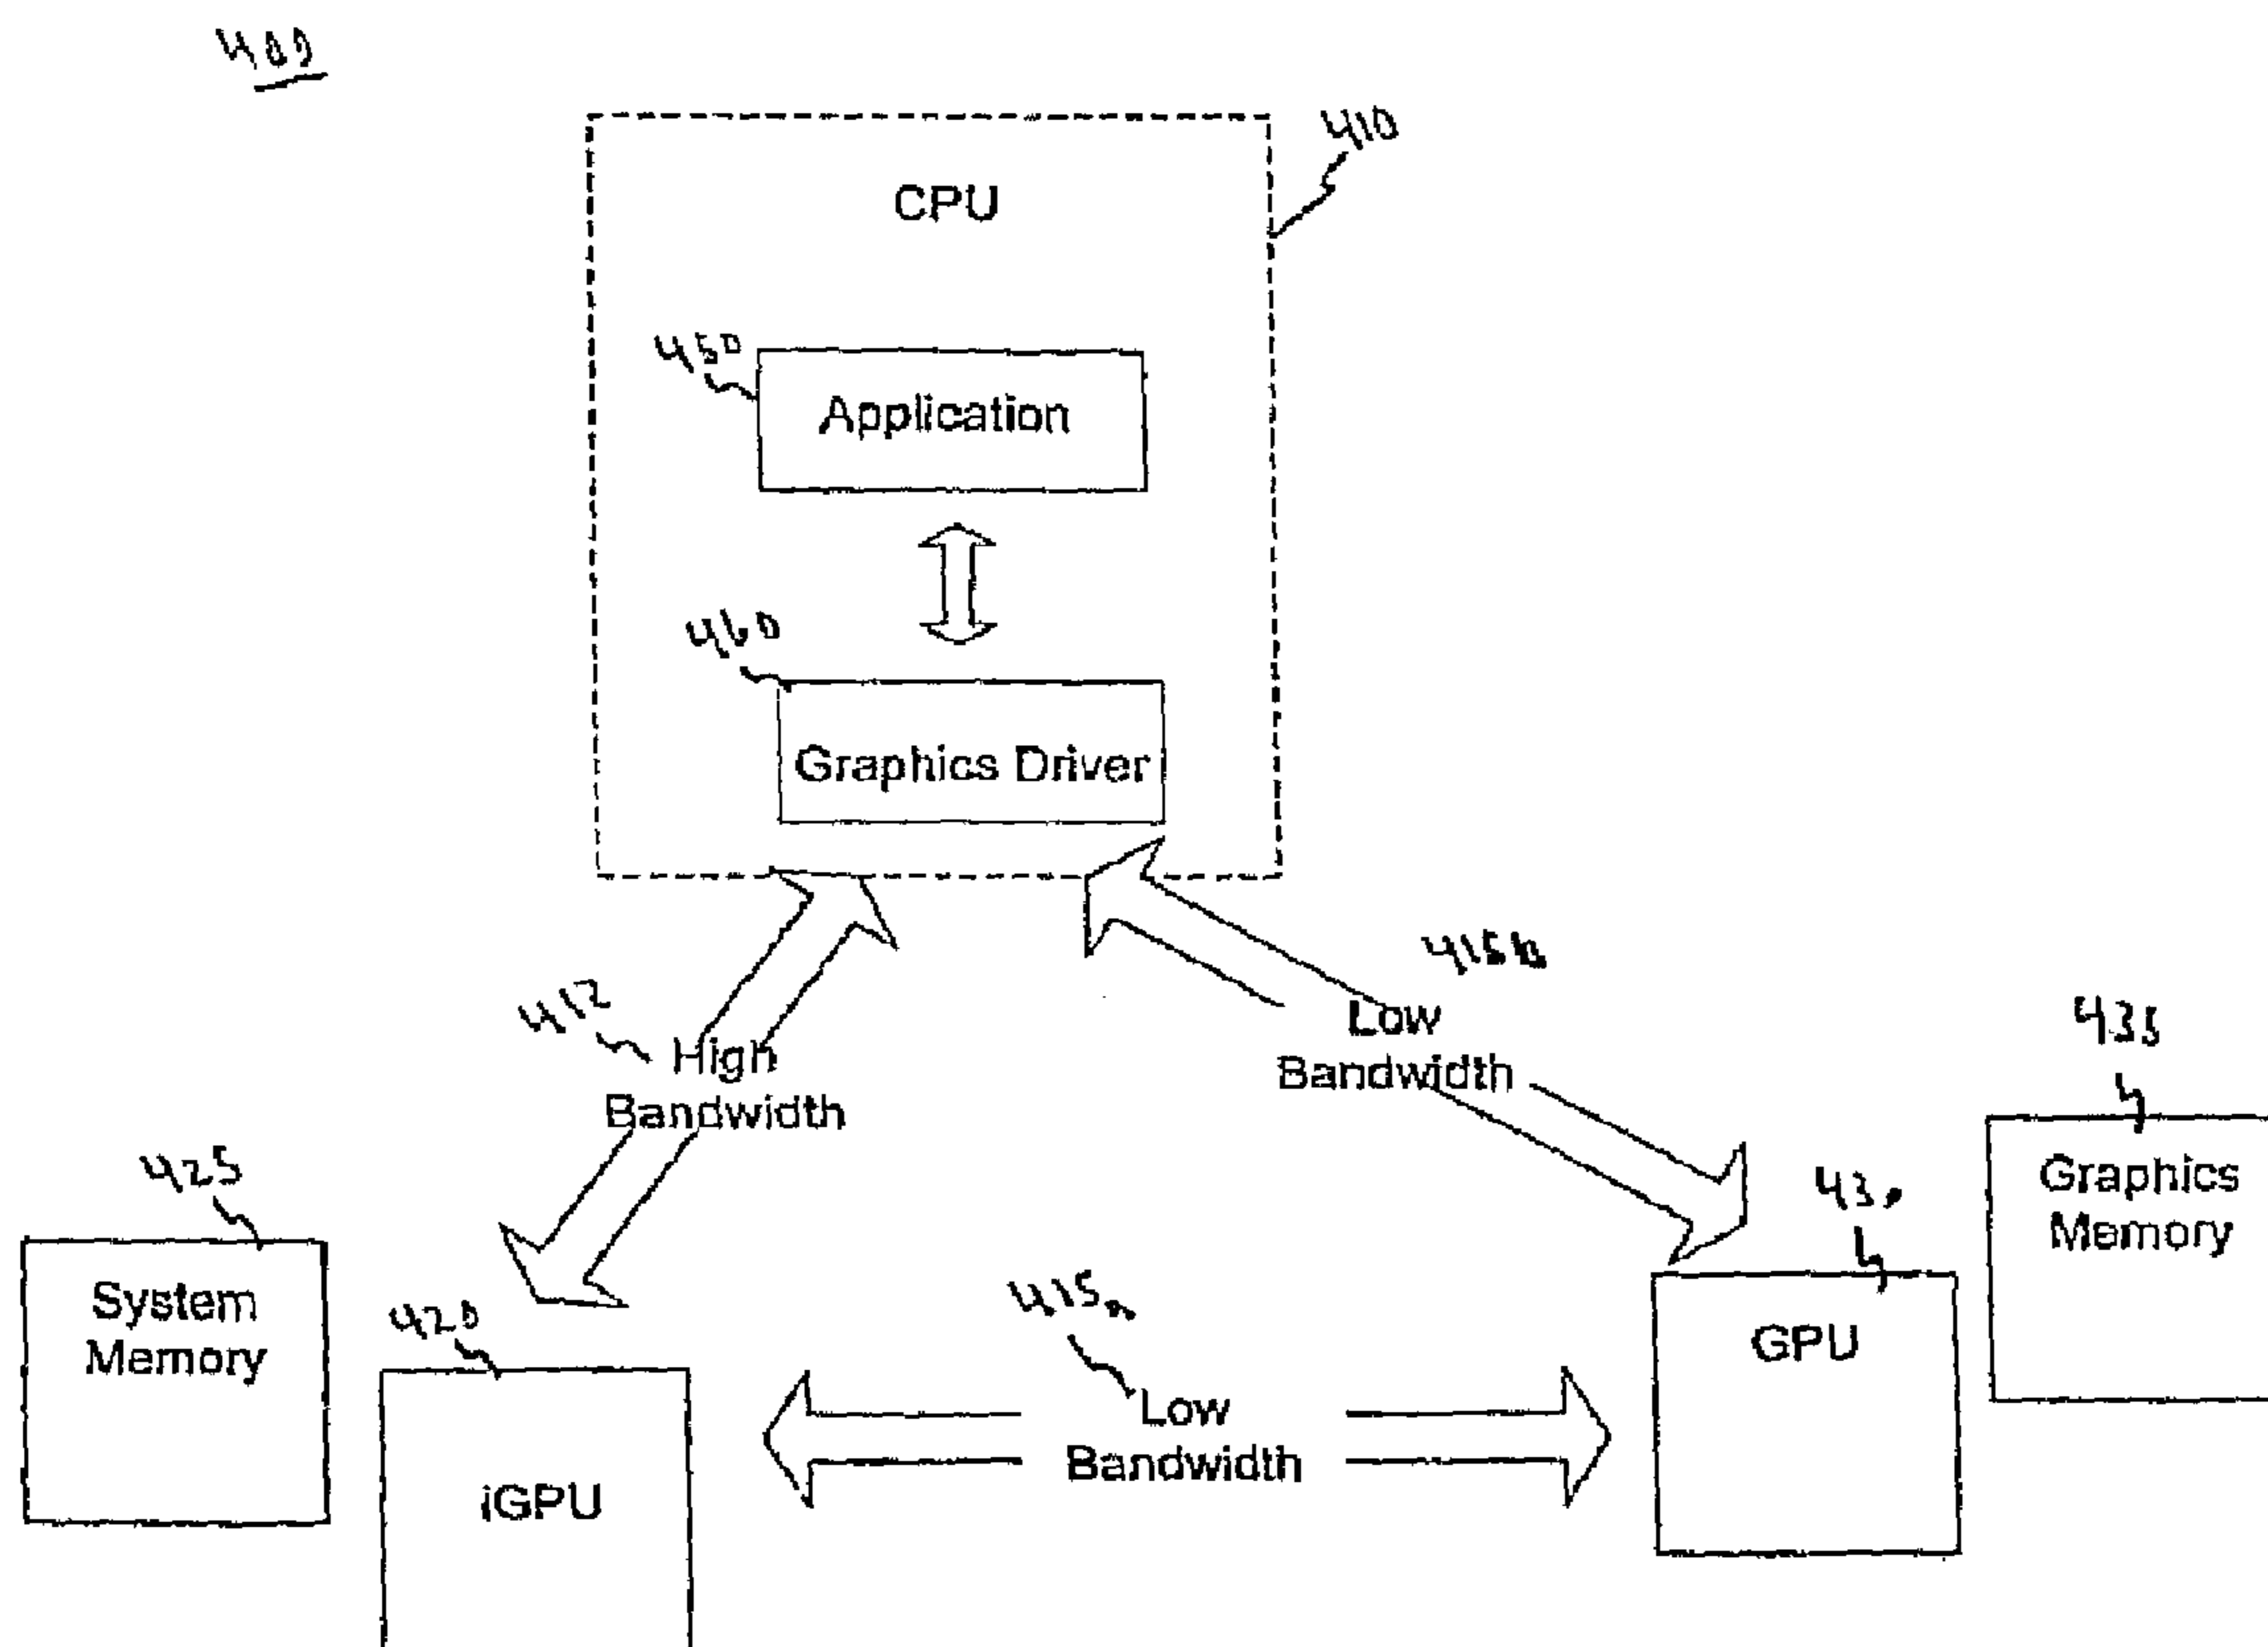 400
410
CPU
450
Application
460
Graphics Driver
412
High
Bandwidth
415b
Low
Bandwidth
435
Graphics
Memory
425
System
Memory
420
iGPU
415a
Low
Bandwidth
430
GPU